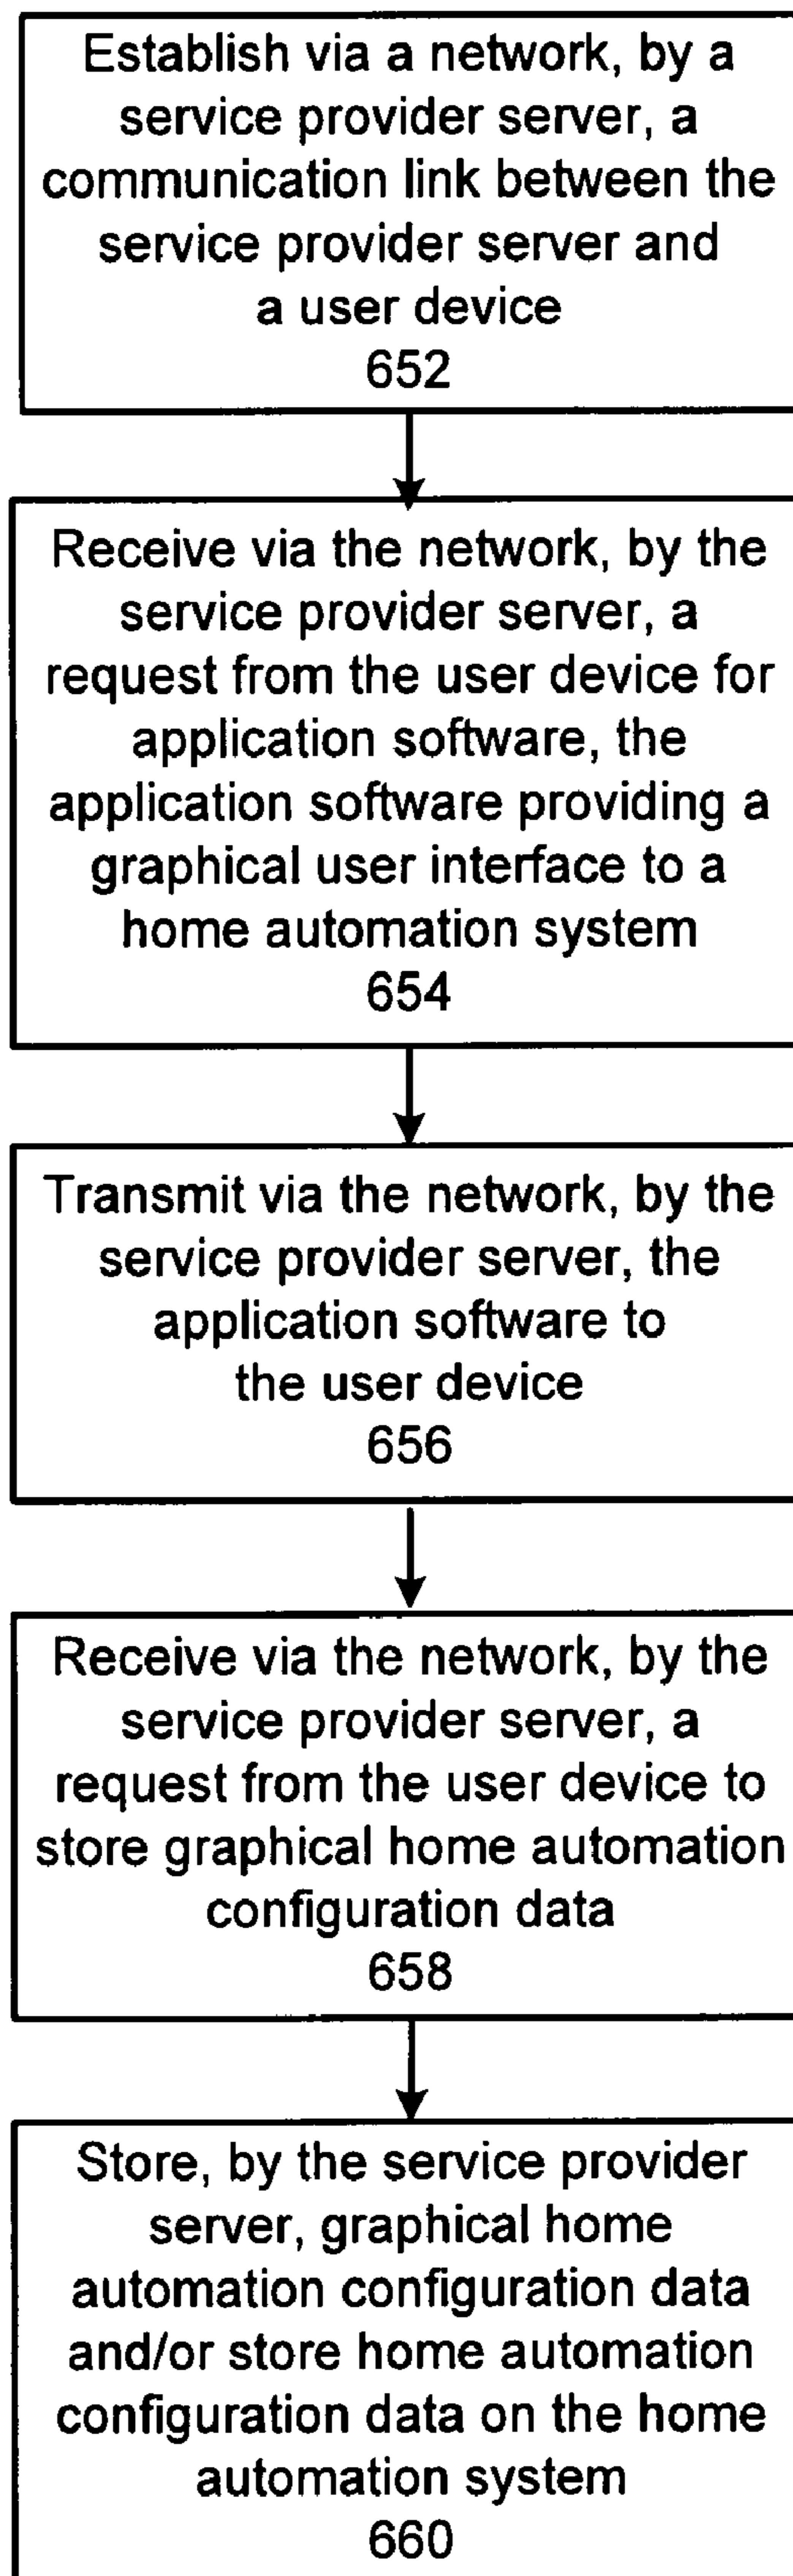 Establish via a network, by a
service provider server, a
communication link between the
service provider server and
a user device
652
Receive via the network, by the
service provider server, a
request from the user device for
application software, the
application software providing a
graphical user interface to a
home automation system
654
Transmit via the network, by the
service provider server, the
application software to
the user device
656
Receive via the network, by the
service provider server, a
request from the user device to
store graphical home automation
configuration data
658
Store, by the service provider
server, graphical home
automation configuration data
and/or store home automation
configuration data on the home
automation system
660